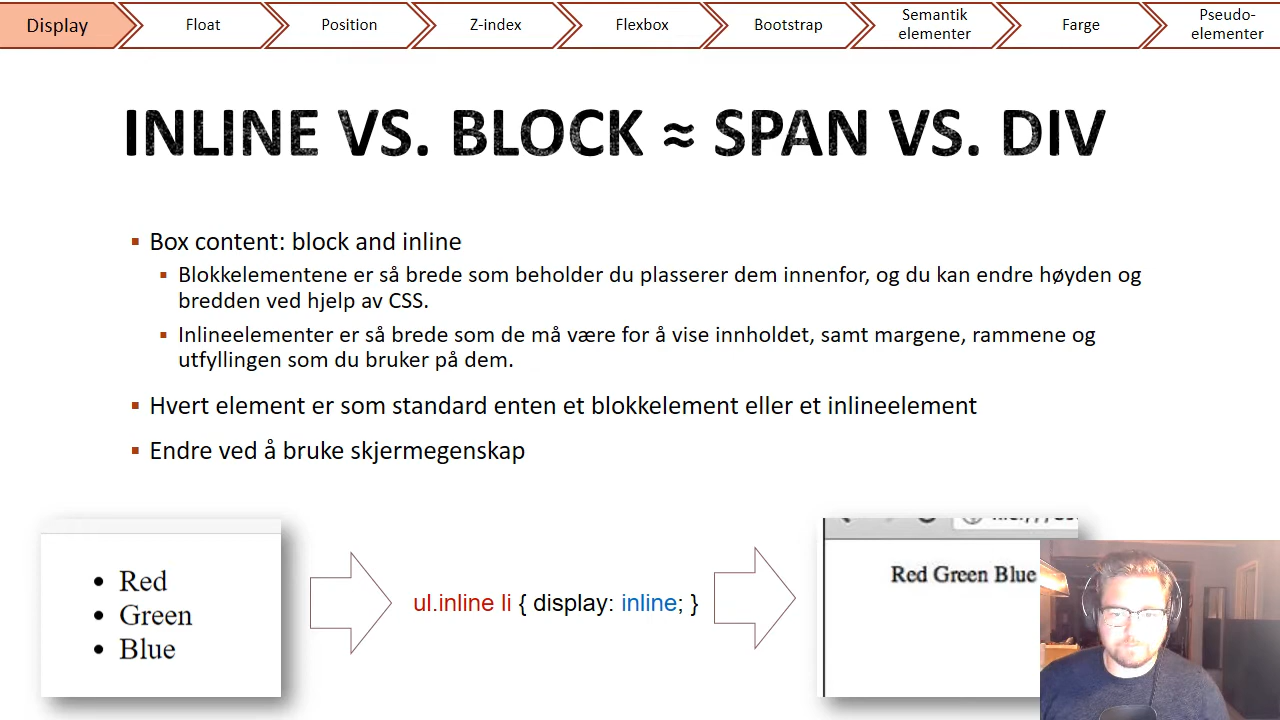 Display
Float
Position
Z-index
Flexbox
Bootstrap
Semantik
elementer
Farge
Pseudo-
elementer
INLINE VS. BLOCK ≈ SPAN VS. DIV
Box content: block and inline
Blokkelementene er så brede som beholder du plasserer dem innenfor, og du kan endre høyden og
bredden ved hjelp av CSS.
Inlineelementer er så brede som de må være for å vise innholdet, samt margene, rammene og
utfyllingen som du bruker på dem.
Hvert element er som standard enten et blokkelement eller et inlineelement
Endre ved å bruke skjermegenskap
Red
Green
Blue
ul.inline li { display: inline; }
Red Green Blue